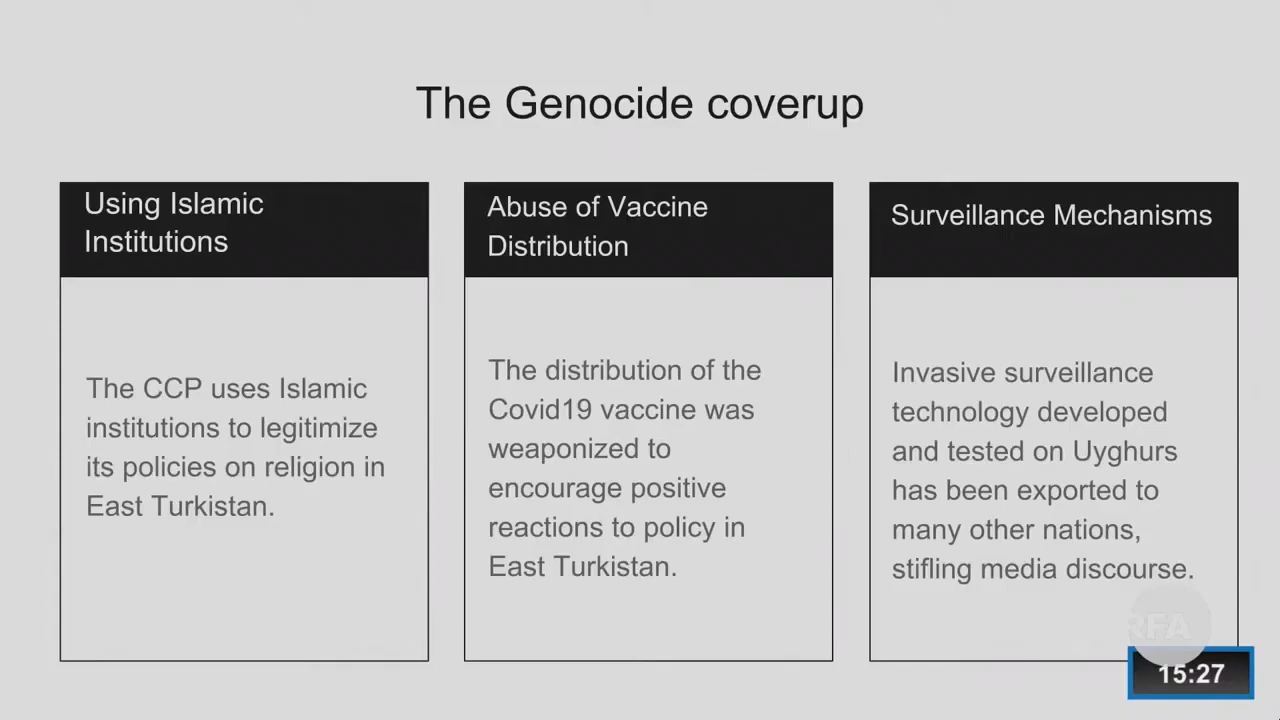 The Genocide coverup
Using Islamic
Institutions
The CCP uses Islamic
institutions to legitimize
its policies on religion in
East Turkistan.
Abuse of Vaccine
Distribution
The distribution of the
Covid19 vaccine was
weaponized to
encourage positive
reactions to policy in
East Turkistan.
Surveillance Mechanisms
Invasive surveillance
technology developed
and tested on Uyghurs
has been exported to
many other nations,
stifling media discourse.
RFA
15:27